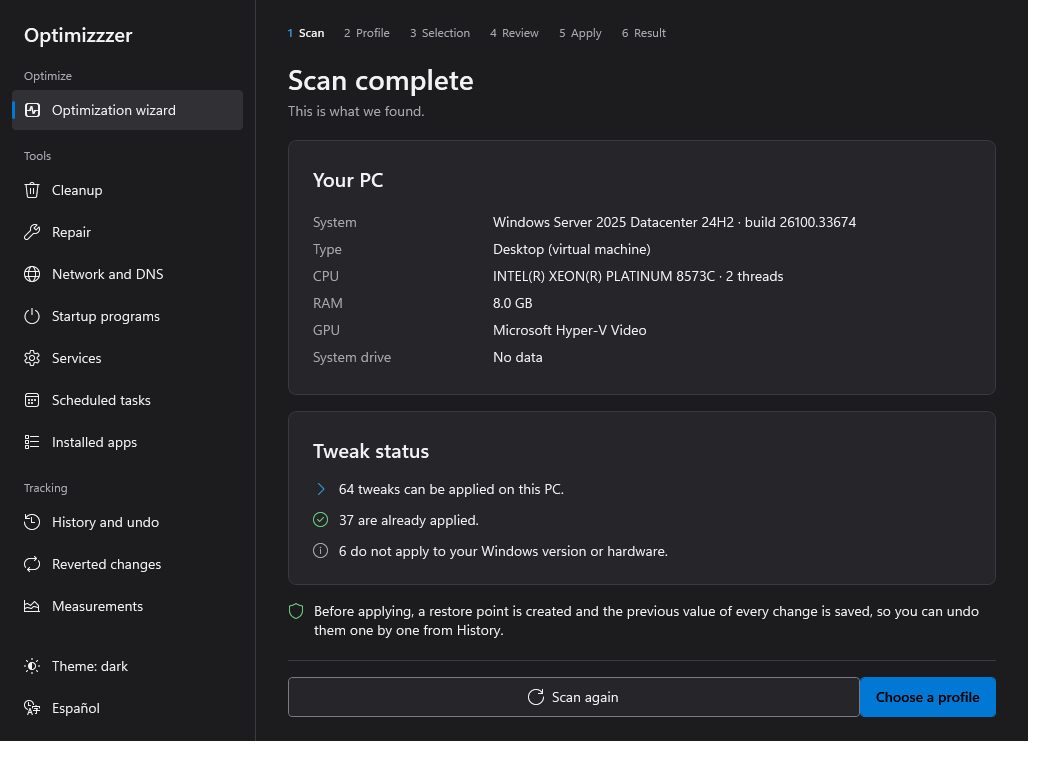 Optimizzzer
Optimize
Optimization wizard
Tools
Cleanup
Repair
Network and DNS
Startup programs
Services
Scheduled tasks
Installed apps
Tracking
History and undo
Reverted changes
Measurements
Theme: dark
Español
1 Scan 2 Profile 3 Selection 4 Review 5 Apply 6 Result
Scan complete
This is what we found.
Your PC
System Windows Server 2025 Datacenter 24H2 · build 26100.33674
Type Desktop (virtual machine)
CPU INTEL(R) XEON(R) PLATINUM 8573C · 2 threads
RAM 8.0 GB
GPU Microsoft Hyper-V Video
System drive No data
Tweak status
64 tweaks can be applied on this PC.
37 are already applied.
6 do not apply to your Windows version or hardware.
Before applying, a restore point is created and the previous value of every change is saved, so you can undo
them one by one from History.
Scan again
Choose a profile